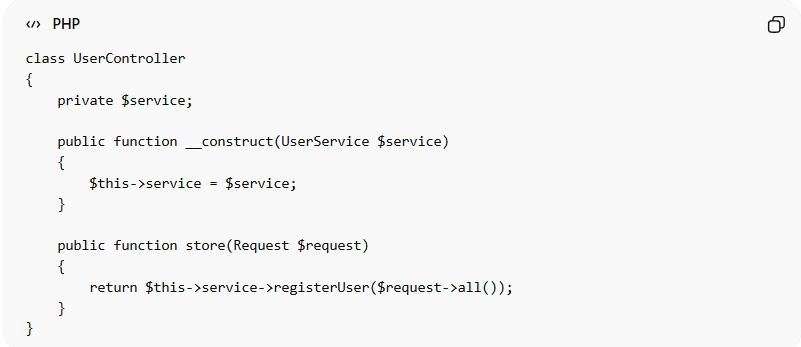 </> PHP
class UserController
{
    private $service;

    public function __construct(UserService $service)
    {
        $this->service = $service;
    }

    public function store(Request $request)
    {
        return $this->service->registerUser($request->all());
    }
}